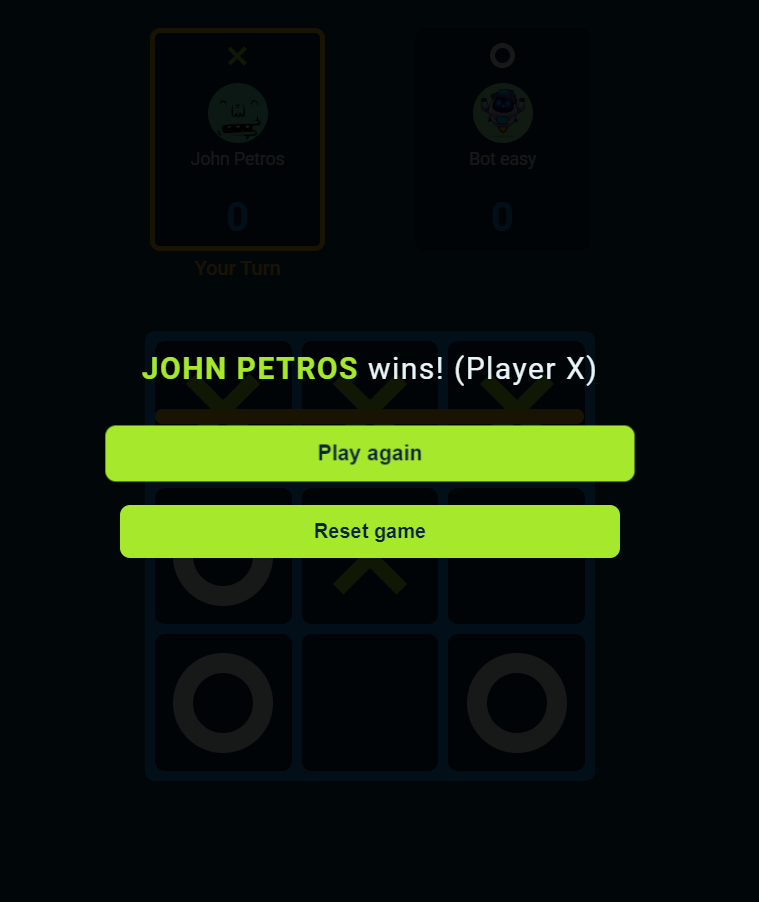 John Petros
Bot easy
0
0
Your Turn
JOHN PETROS wins! (Player X)
Play again
Reset game